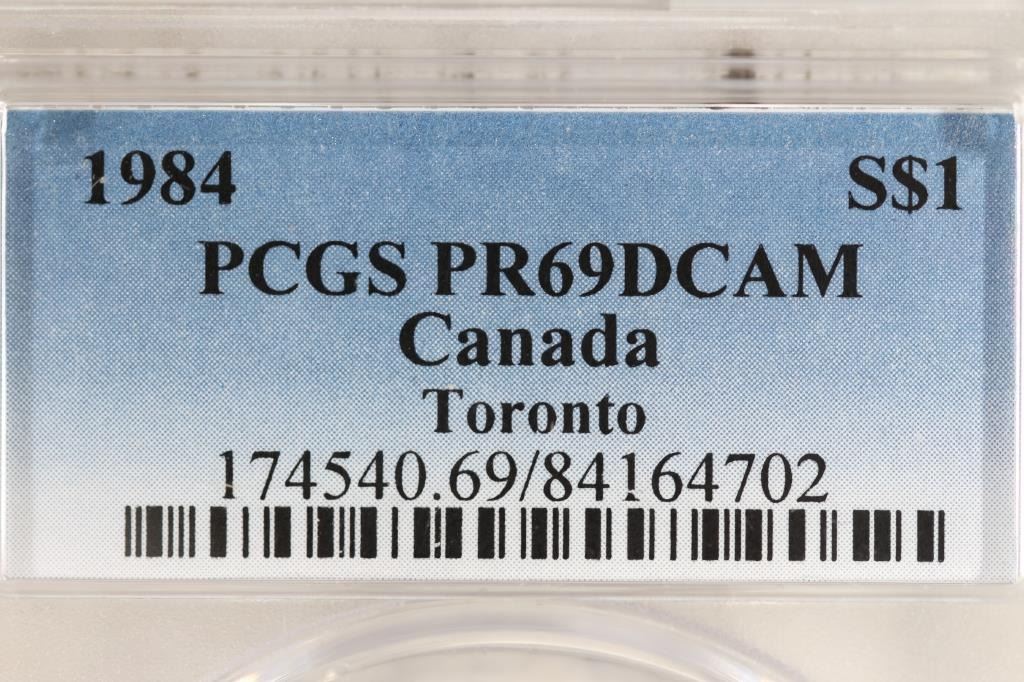 1984 S$1
PCGS PR69DCAM
Canada
Toronto
174540.69/84164702